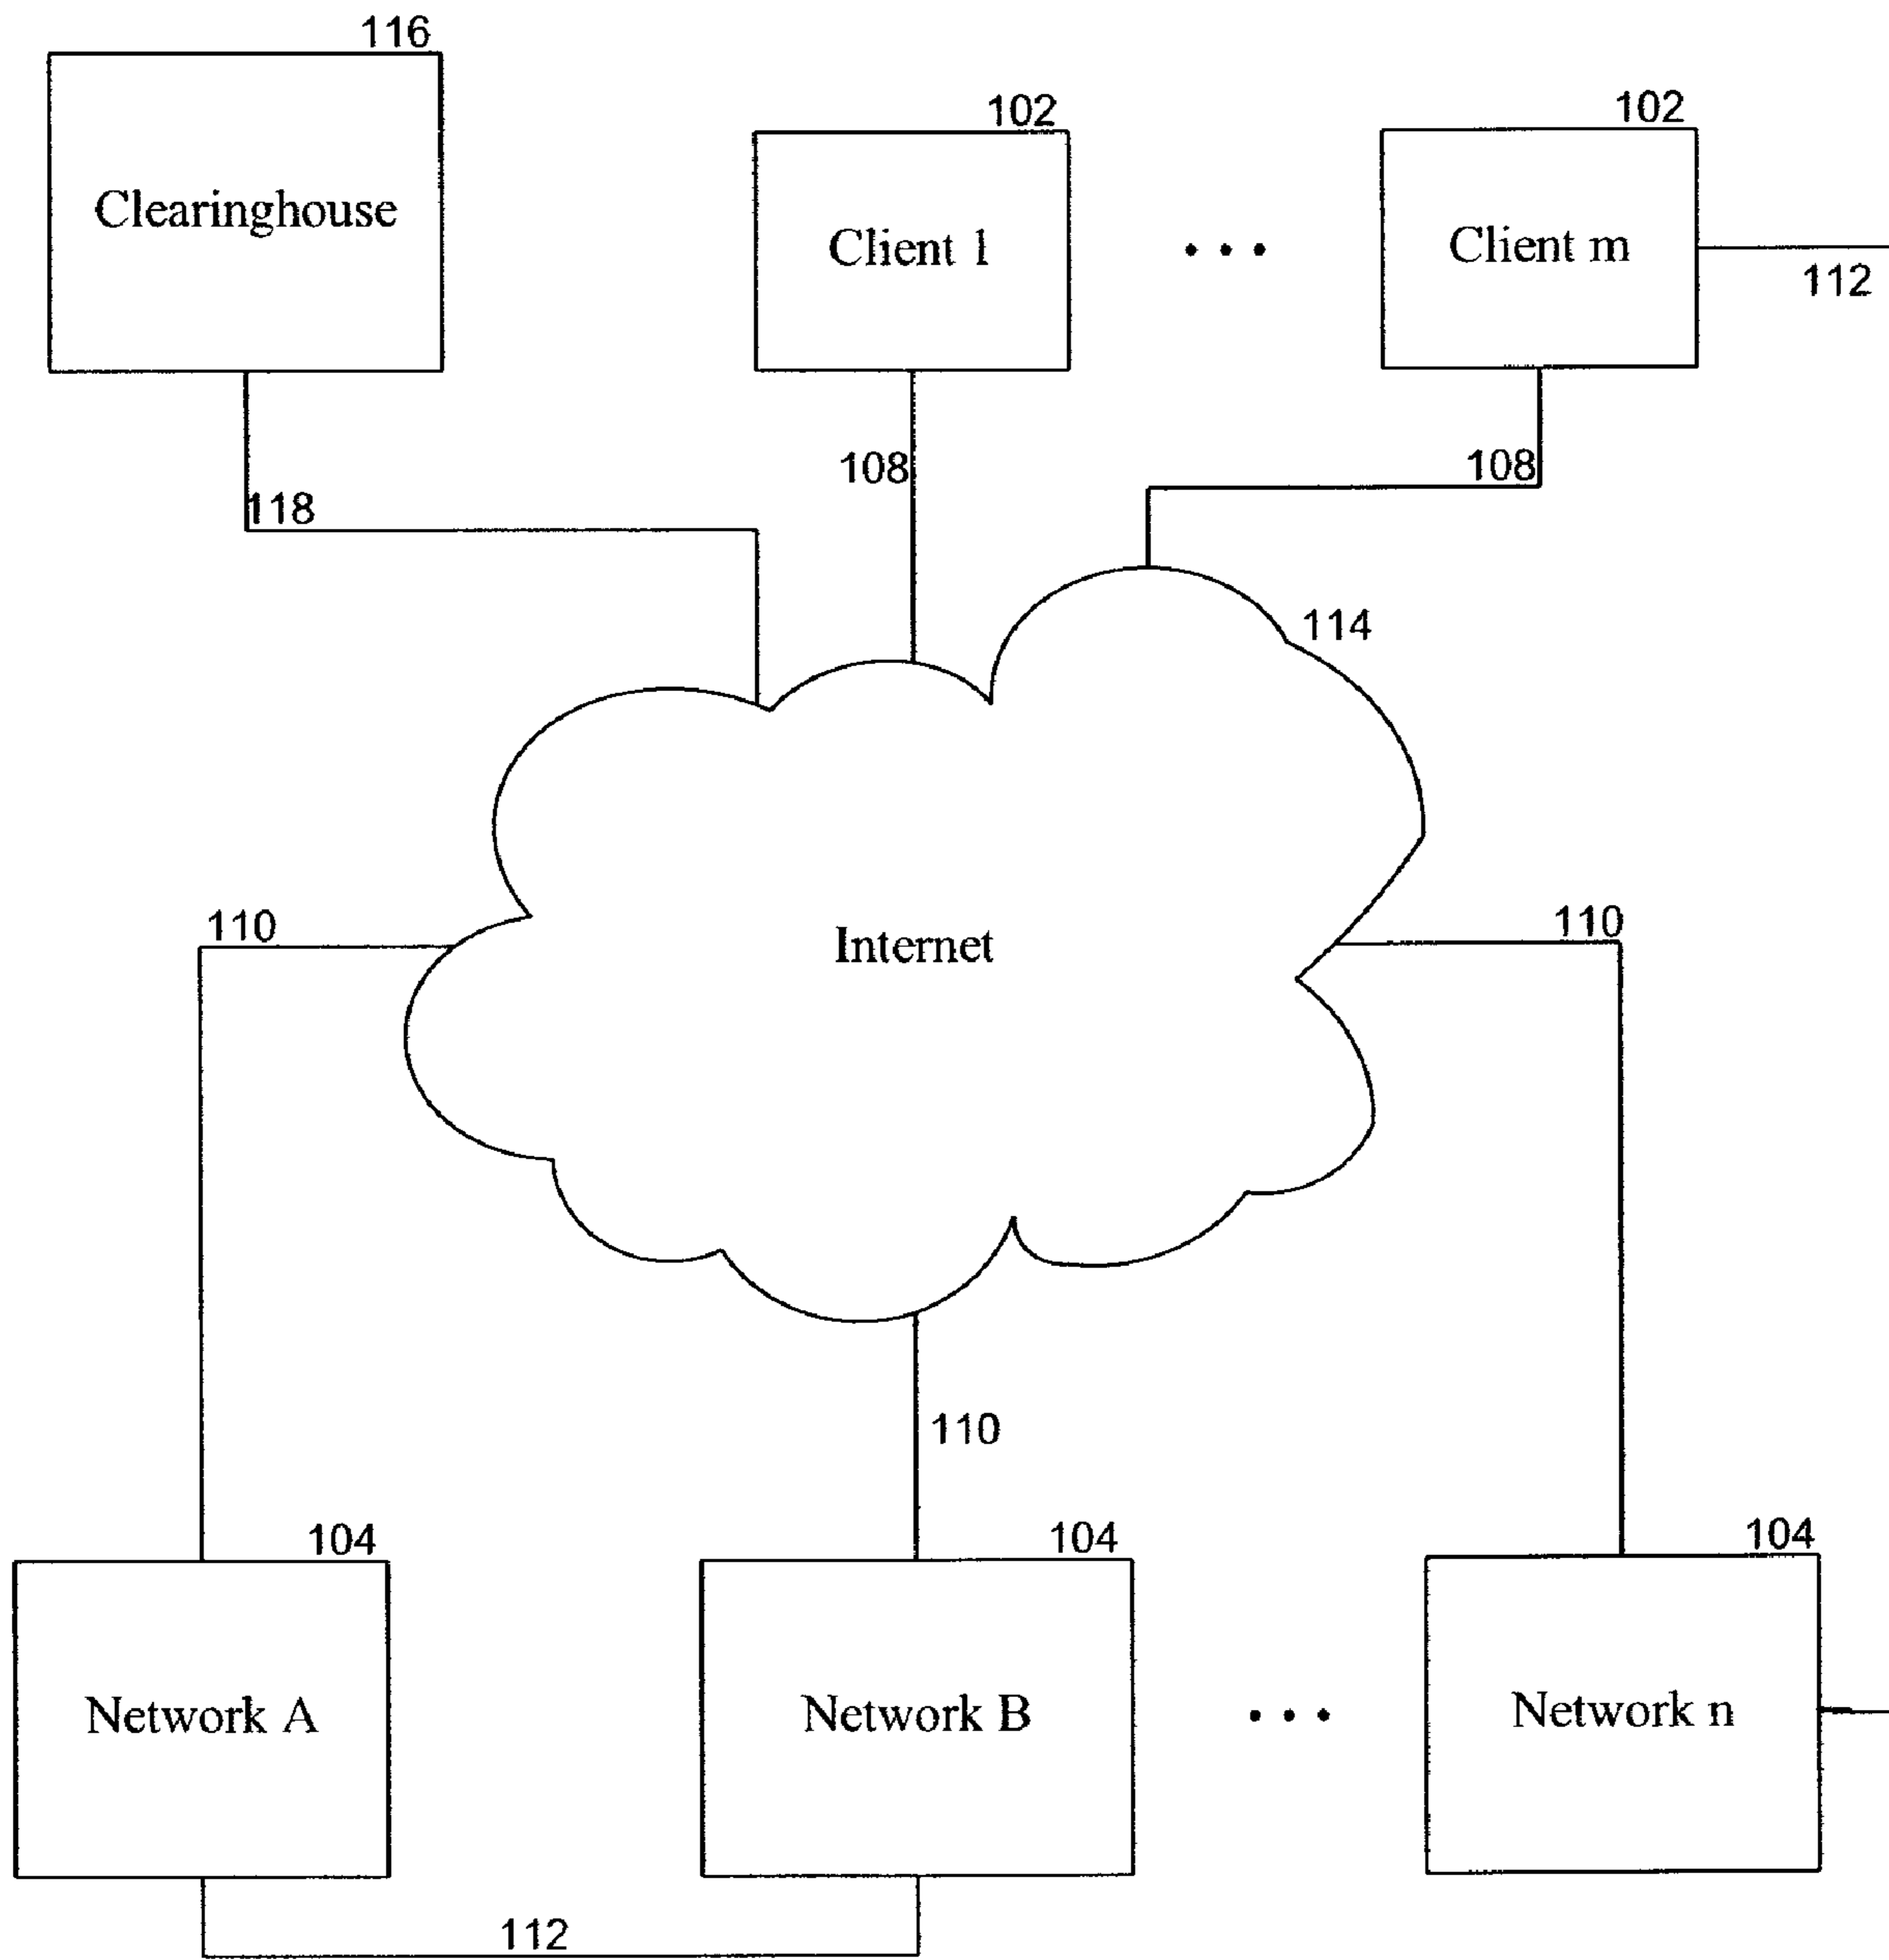 116
102
102
Clearinghouse
Client 1
• • •
Client m
112
108
108
118
114
110
Internet
110
110
104
104
104
Network A
Network B
• • •
Network n
112